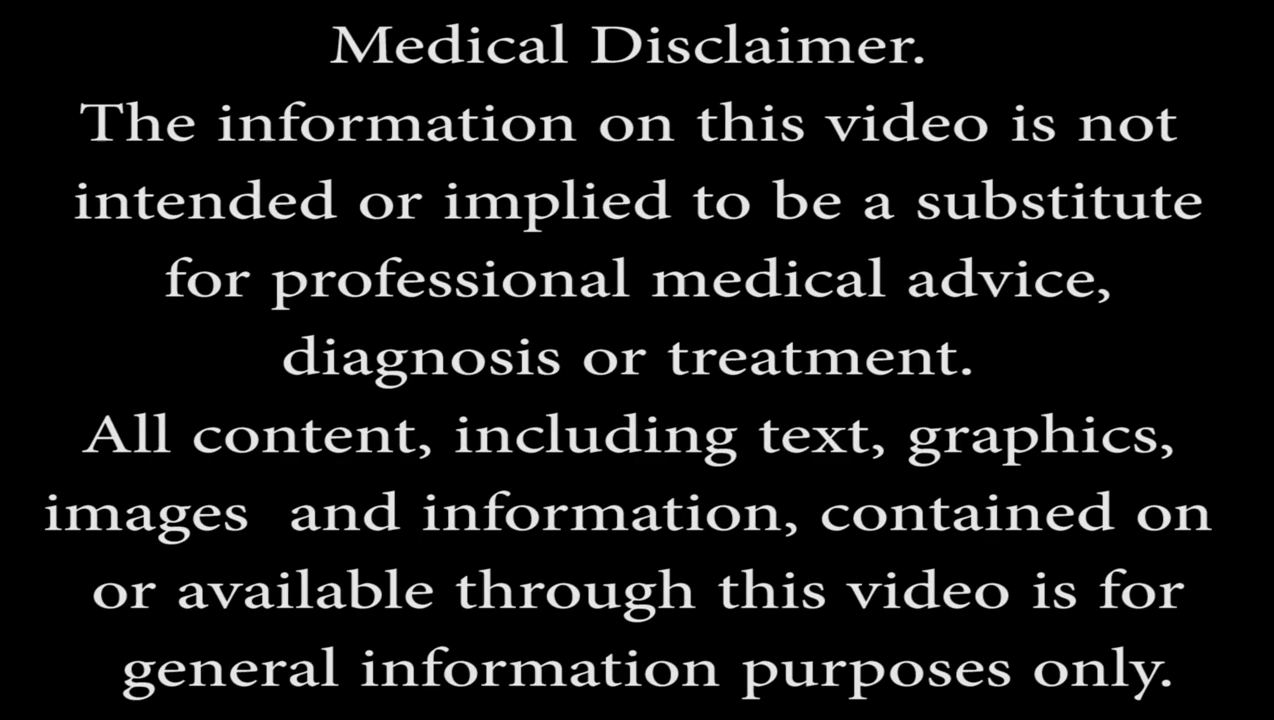 Medical Disclaimer.
The information on this video is not
intended or implied to be a substitute
for professional medical advice,
diagnosis or treatment.
All content, including text, graphics,
images  and information, contained on
or available through this video is for
general information purposes only.